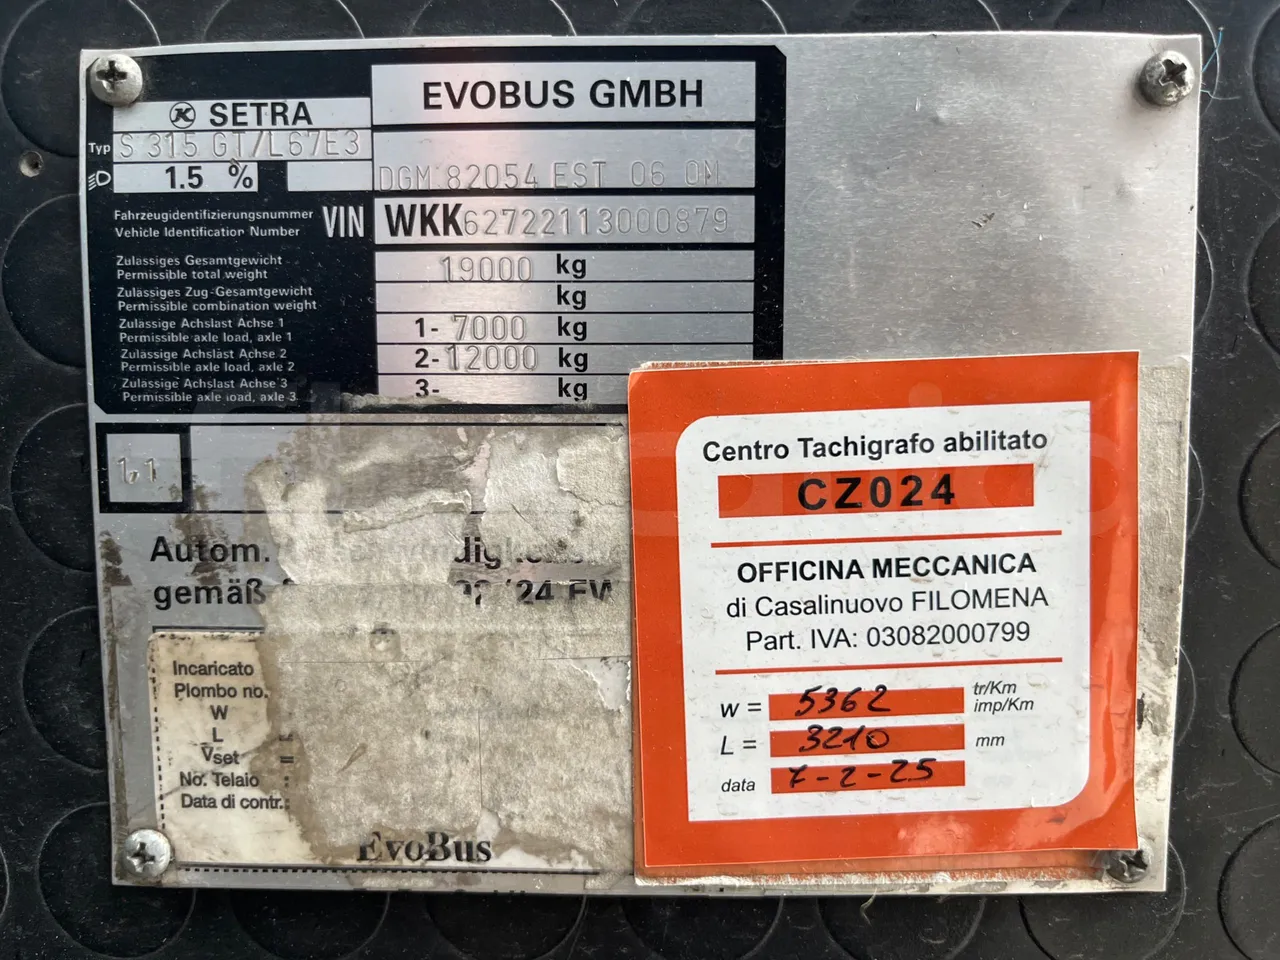 SETRA
EVOBUS GMBH
Typ S 315 GT/L67E3
1.5 %
DGM 82054 EST 06 ON
Fahrzeugidentifizierungsnummer
Vehicle Identification Number
VIN WKK62722113000879
Zulässiges Gesamtgewicht
Permissible total weight
19000 kg
Zulässiges Zug-Gesamtgewicht
Permissible combination weight
kg
Zulässige Achslast Achse 1
Permissible axle load, axle 1
1- 7000 kg
Zulässige Achslast Achse 2
Permissible axle load, axle 2
2- 12000 kg
Zulässige Achslast Achse 3
Permissible axle load, axle 3
3- kg
1,1
Autom.
gemäß
Incaricato
Plombo no.
W
L
Vset =
No. Telaio :
Data di contr.:
EvoBus
Centro Tachigrafo abilitato
CZ024
OFFICINA MECCANICA
di Casalinuovo FILOMENA
Part. IVA: 03082000799
w = 5362 tr/Km
imp/Km
L = 3210 mm
data 7-2-25